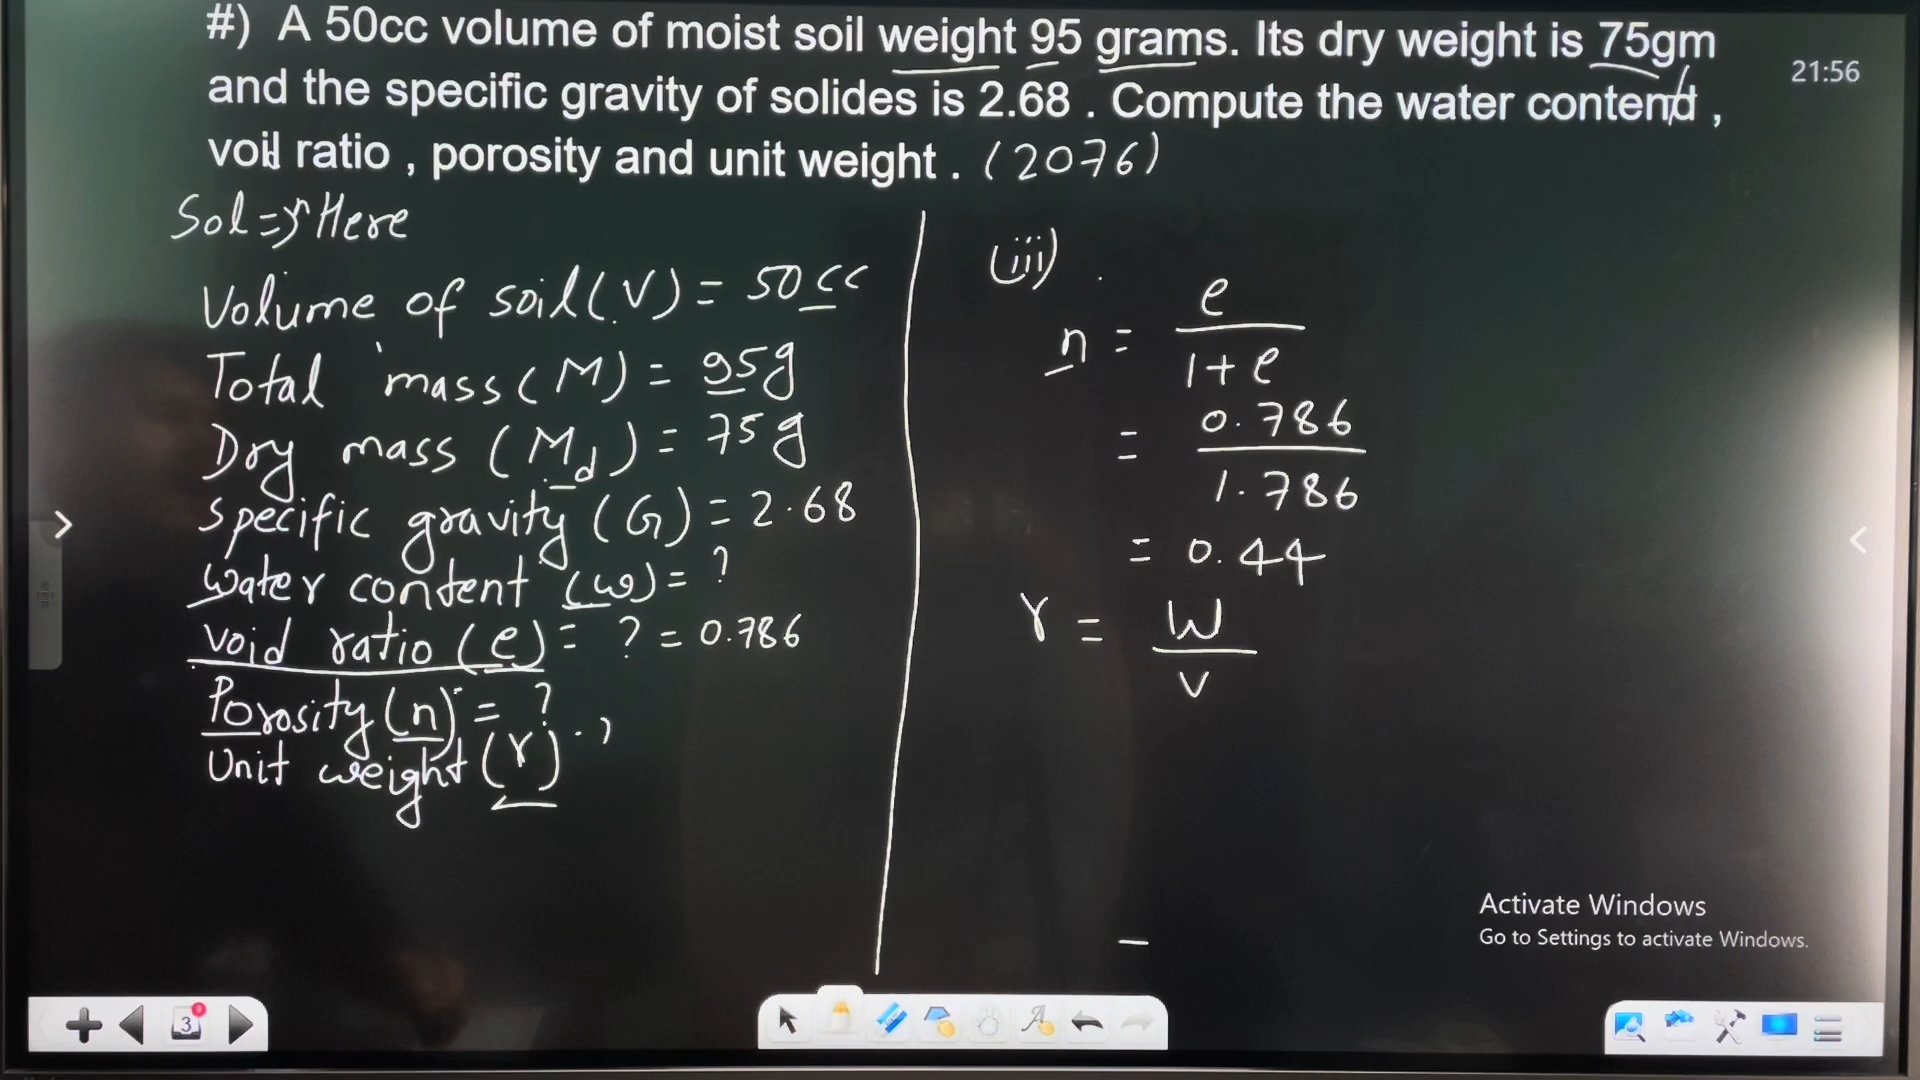 #) A 50cc volume of moist soil weight 95 grams. Its dry weight is 75gm
21:56
and the specific gravity of solides is 2.68 . Compute the water contend ,
void ratio , porosity and unit weight . (2076)
Sol => Here
Volume of soil (V) = 50cc
Total mass (M) = 95g
Dry mass (Md) = 75g
Specific gravity (G) = 2.68
Water content (w) = ?
Void ratio (e) = ? = 0.786
Porosity (n) = ?
Unit weight (γ) ?
(iii)
n = e
1+e
= 0.786
1.786
= 0.44
γ = W
V
Activate Windows
Go to Settings to activate Windows.
3